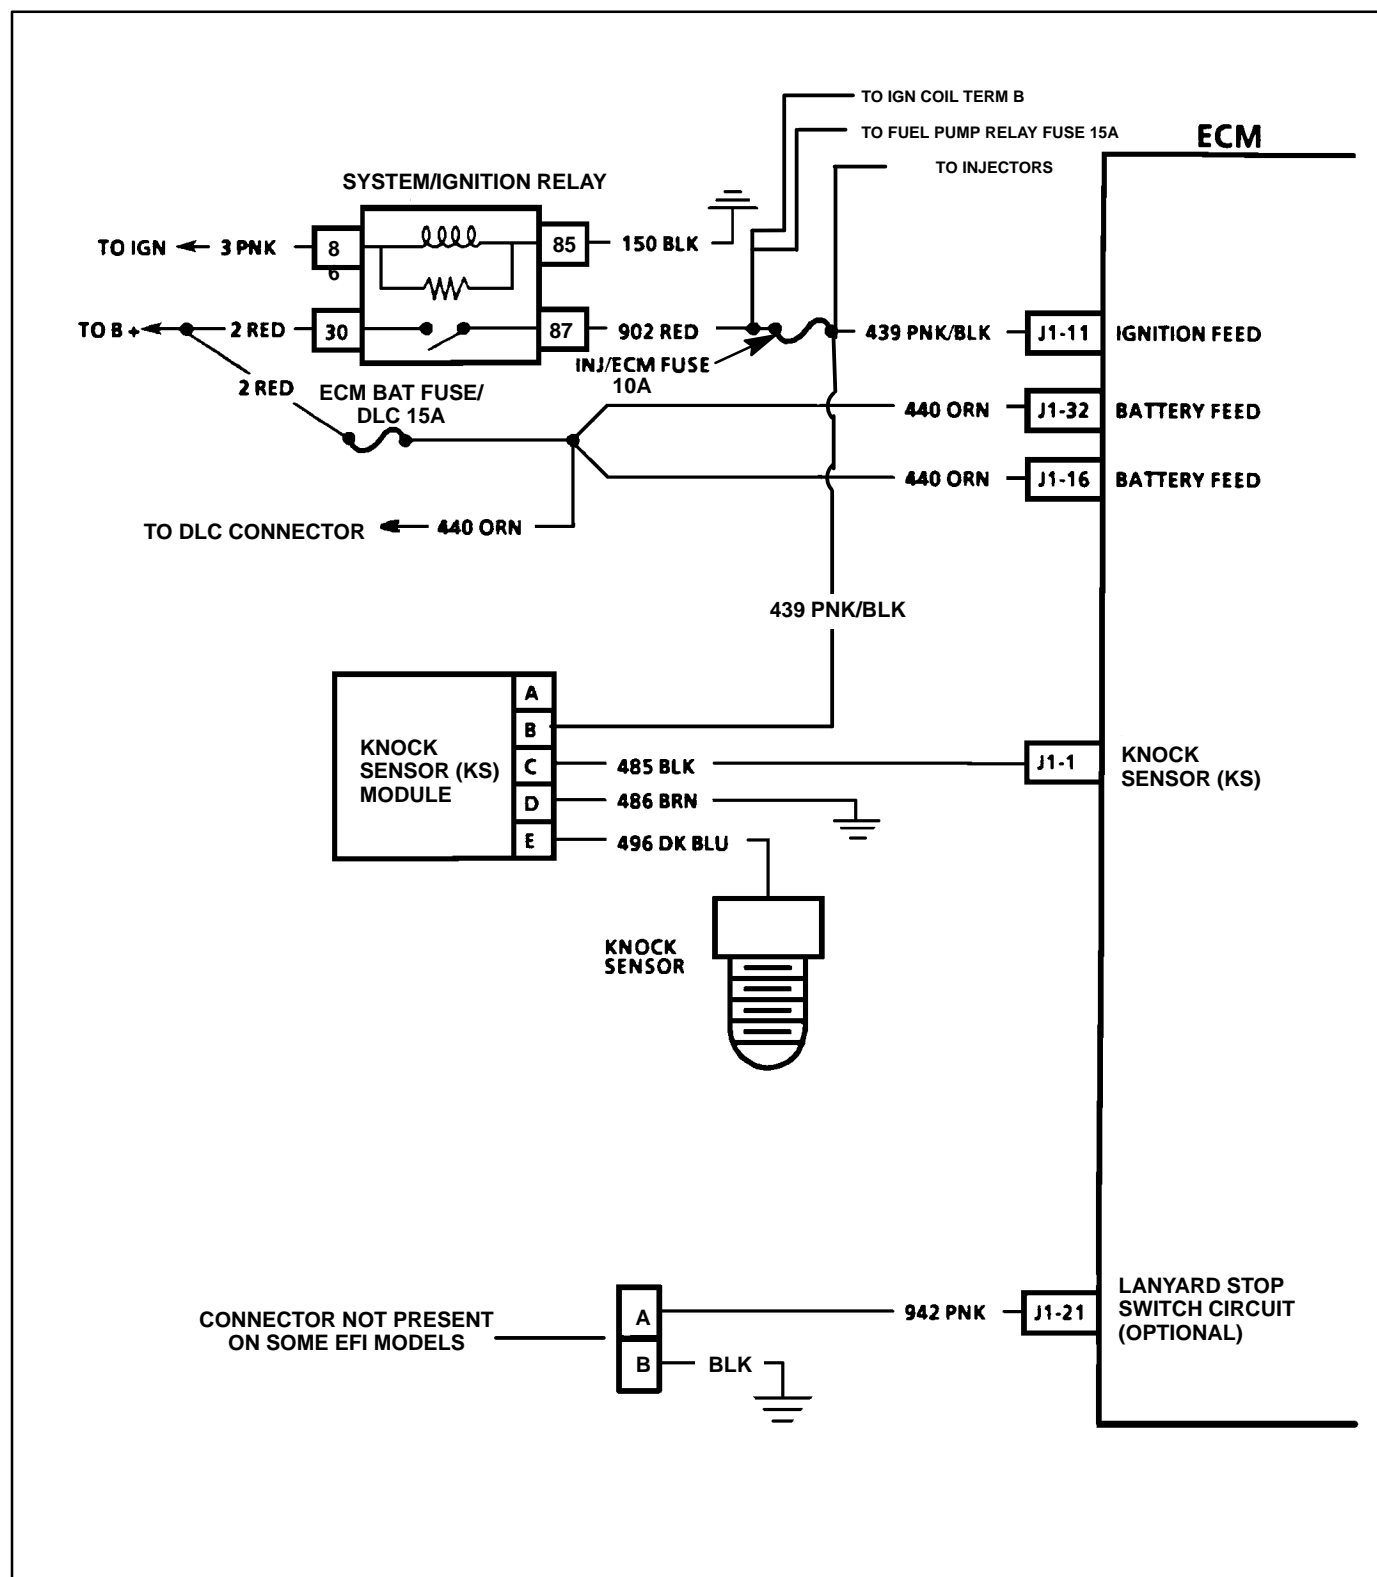 TO IGN COIL TERM B
TO FUEL PUMP RELAY FUSE 15A
ECM
TO INJECTORS
SYSTEM/IGNITION RELAY
TO IGN
3 PNK
8
6
85
150 BLK
TO B +
2 RED
30
87
902 RED
439 PNK/BLK
J1-11
IGNITION FEED
INJ/ECM FUSE
10A
2 RED
ECM BAT FUSE/
DLC 15A
440 ORN
J1-32
BATTERY FEED
440 ORN
J1-16
BATTERY FEED
TO DLC CONNECTOR
440 ORN
439 PNK/BLK
KNOCK
SENSOR (KS)
MODULE
A
B
C
D
E
485 BLK
J1-1
KNOCK
SENSOR (KS)
486 BRN
496 DK BLU
KNOCK
SENSOR
CONNECTOR NOT PRESENT
ON SOME EFI MODELS
A
B
942 PNK
J1-21
LANYARD STOP
SWITCH CIRCUIT
(OPTIONAL)
BLK